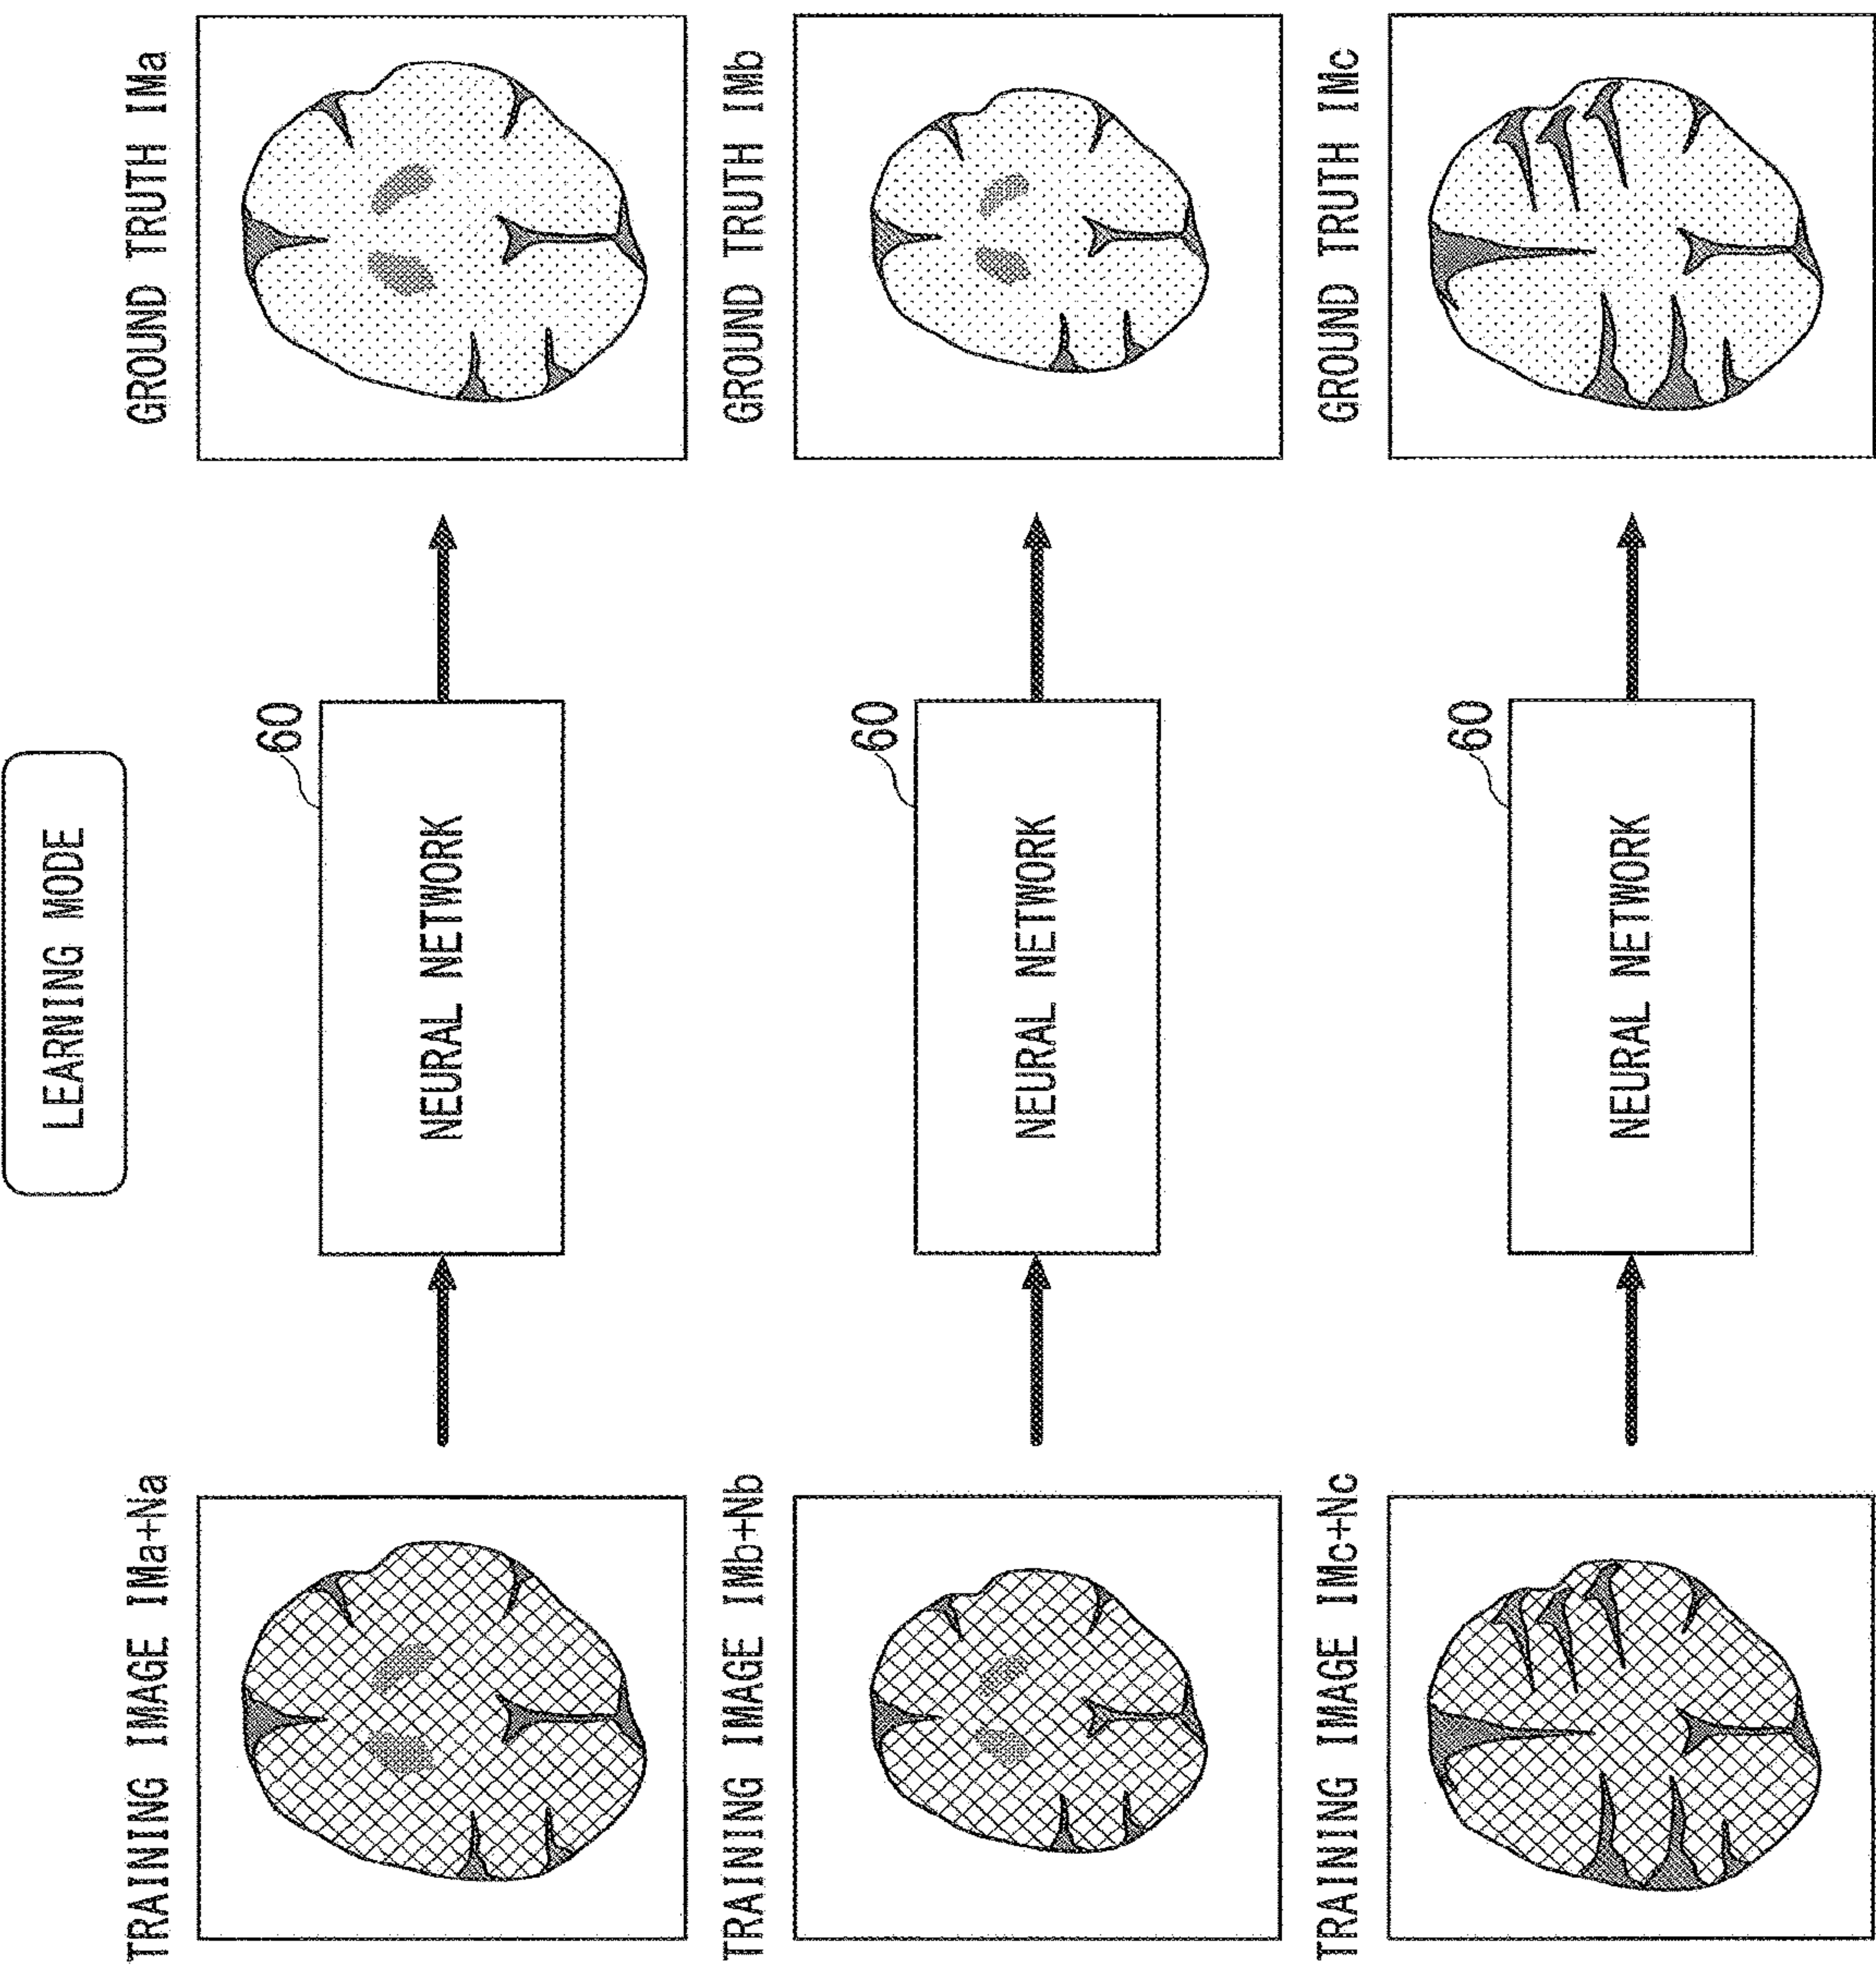 LEARNING MODE
TRAINING IMAGE IMa+Na
60
NEURAL NETWORK
GROUND TRUTH IMa
TRAINING IMAGE IMb+Nb
60
NEURAL NETWORK
GROUND TRUTH IMb
TRAINING IMAGE IMc+Nc
60
NEURAL NETWORK
GROUND TRUTH IMc